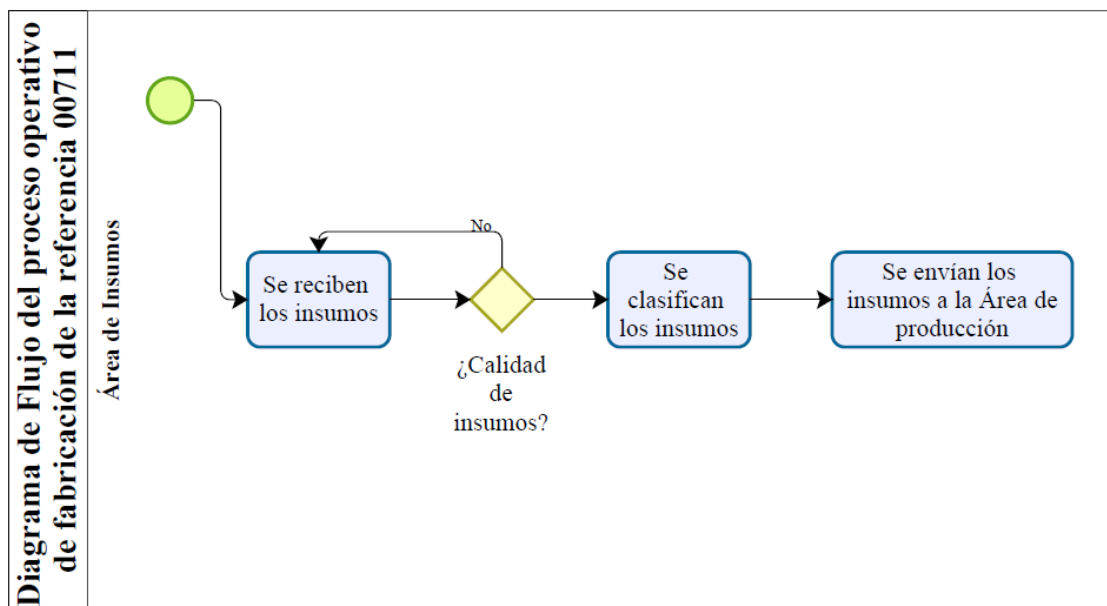 Diagrama de Flujo del proceso operativo
de fabricación de la referencia 00711
Área de Insumos
Se reciben
los insumos
No
¿Calidad
de
insumos?
Se
clasifican
los insumos
Se envían los
insumos a la Área de
producción